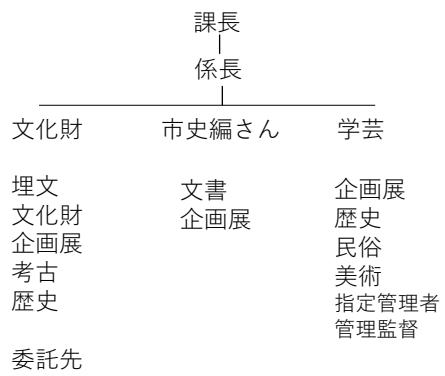 課長
係長
文化財
市史編さん
学芸
埋文
文化財
企画展
考古
歴史
委託先
文書
企画展
企画展
歴史
民俗
美術
指定管理者
管理監督